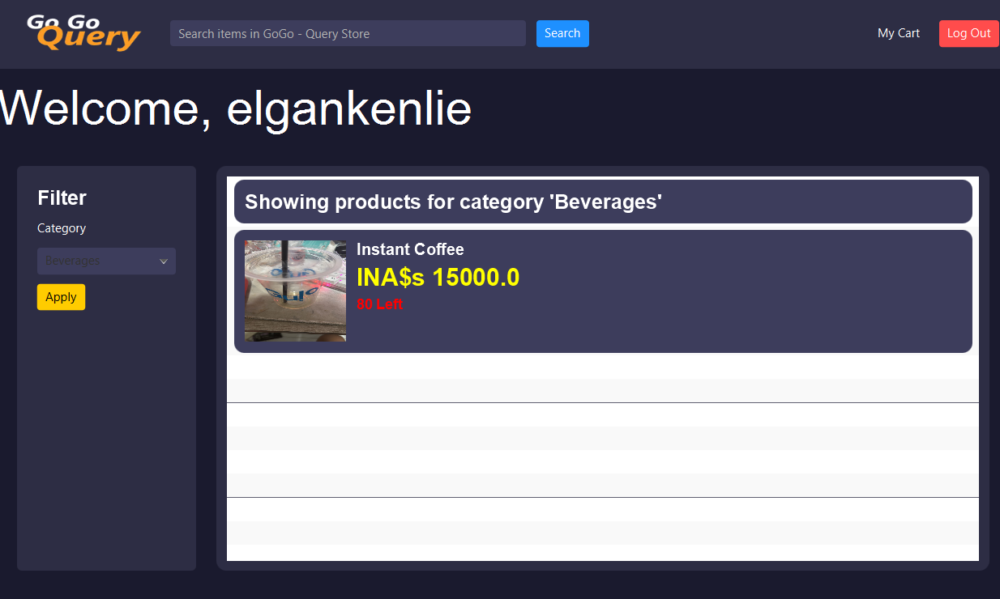 Go Go
Query
Search items in GoGo - Query Store
Search
My Cart
Log Out
Welcome, elgankenlie
Filter
Category
Beverages
Apply
Showing products for category 'Beverages'
Instant Coffee
INA$s 15000.0
80 Left